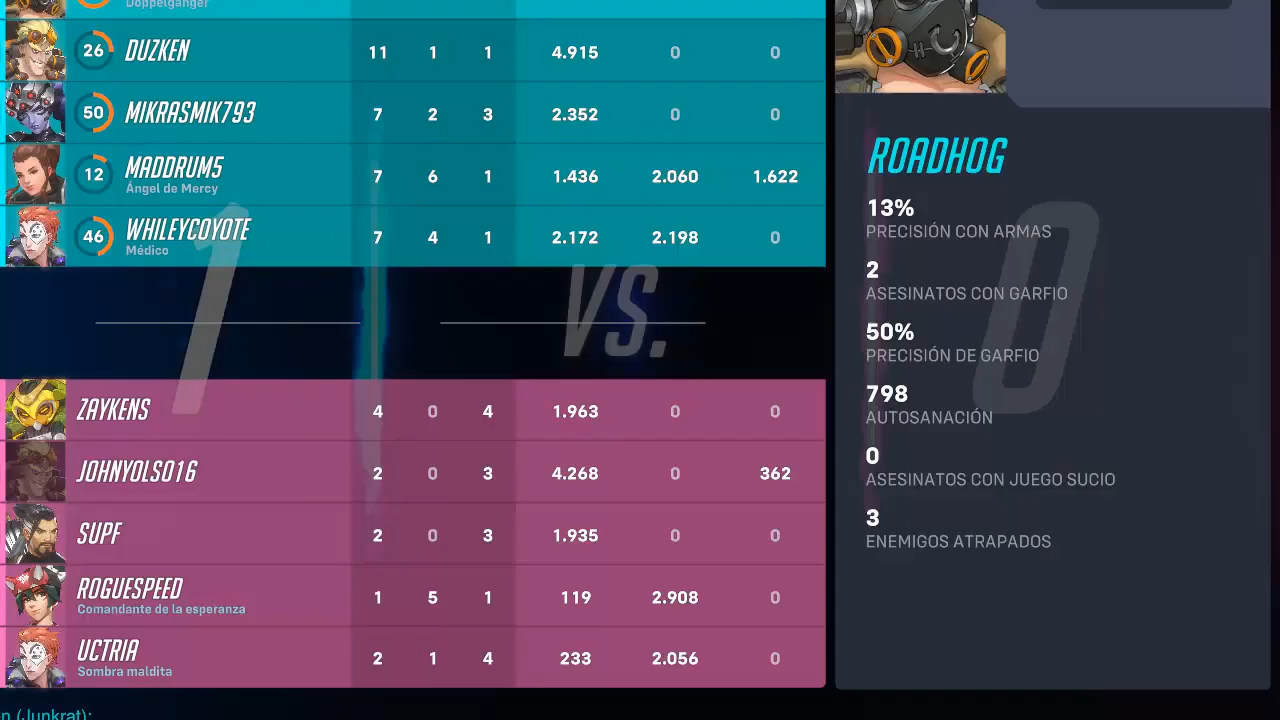 Doppelgänger
26 DUZKEN 11 1 1 4.915 0 0
50 MIKRASMIK793 7 2 3 2.352 0 0
12 MADDRUM5 7 6 1 1.436 2.060 1.622
Ángel de Mercy
46 WHILEYCOYOTE 7 4 1 2.172 2.198 0
Médico
1 VS. 0
ZAYKENS 4 0 4 1.963 0 0
JOHNYOLSO16 2 0 3 4.268 0 362
SUPF 2 0 3 1.935 0 0
ROGUESPEED 1 5 1 119 2.908 0
Comandante de la esperanza
UCTRIA 2 1 4 233 2.056 0
Sombra maldita
n (Junkrat):
ROADHOG
13%
PRECISIÓN CON ARMAS
2
ASESINATOS CON GARFIO
50%
PRECISIÓN DE GARFIO
798
AUTOSANACIÓN
0
ASESINATOS CON JUEGO SUCIO
3
ENEMIGOS ATRAPADOS